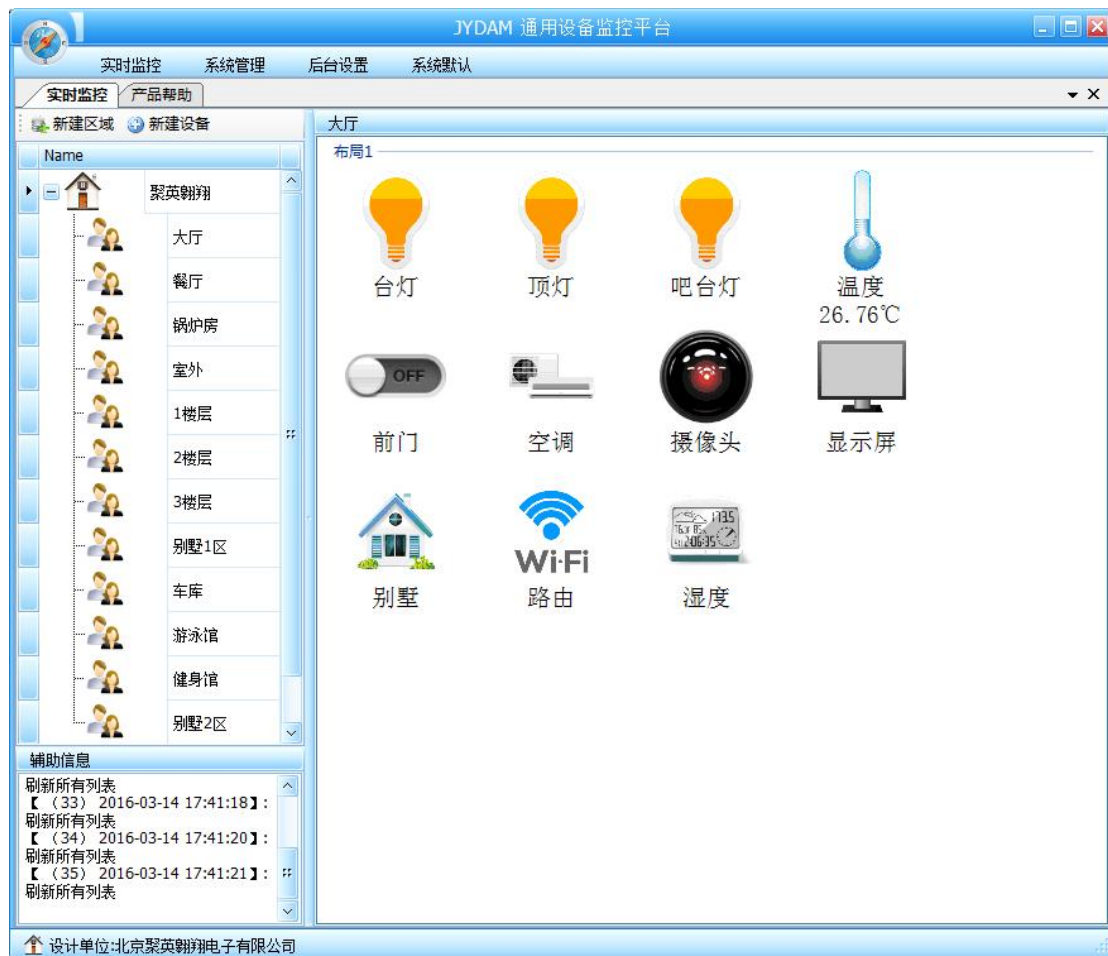 JYDAM 通用设备监控平台
实时监控 系统管理 后台设置 系统默认
实时监控 产品帮助
新建区域 新建设备
大厅
Name
布局1
聚英翱翔
大厅
餐厅
锅炉房
室外
1楼层
2楼层
3楼层
别墅1区
车库
游泳馆
健身馆
别墅2区
台灯 顶灯 吧台灯 温度
26.76℃
OFF
前门 空调 摄像头 显示屏
Wi-Fi
别墅 路由 湿度
辅助信息
刷新所有列表
【 (33) 2016-03-14 17:41:18】:
刷新所有列表
【 (34) 2016-03-14 17:41:20】:
刷新所有列表
【 (35) 2016-03-14 17:41:21】:
刷新所有列表
设计单位:北京聚英翱翔电子有限公司